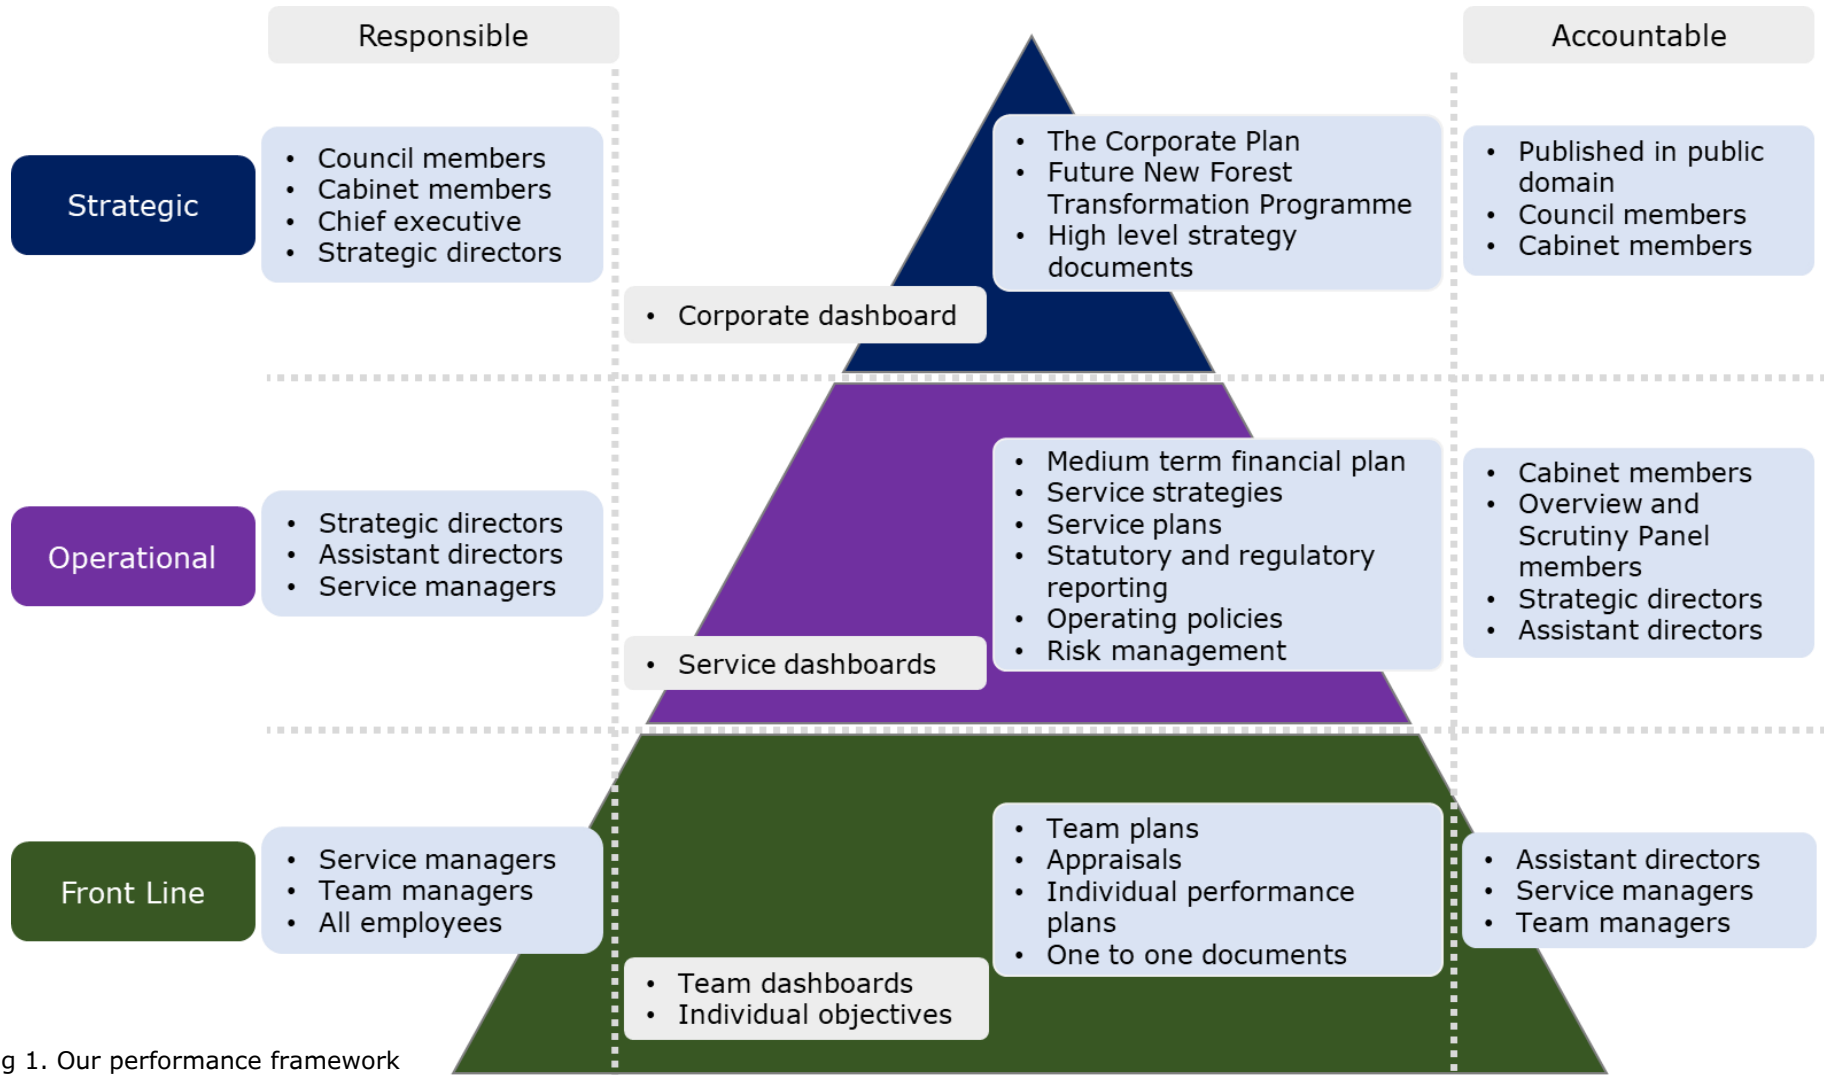 Responsible
Accountable
Strategic
• Council members
• Cabinet members
• Chief executive
• Strategic directors
• Corporate dashboard
• The Corporate Plan
• Future New Forest
Transformation Programme
• High level strategy
documents
• Published in public
domain
• Council members
• Cabinet members
Operational
• Strategic directors
• Assistant directors
• Service managers
• Service dashboards
• Medium term financial plan
• Service strategies
• Service plans
• Statutory and regulatory
reporting
• Operating policies
• Risk management
• Cabinet members
• Overview and
Scrutiny Panel
members
• Strategic directors
• Assistant directors
Front Line
• Service managers
• Team managers
• All employees
• Team dashboards
• Individual objectives
• Team plans
• Appraisals
• Individual performance
plans
• One to one documents
• Assistant directors
• Service managers
• Team managers
g 1. Our performance framework